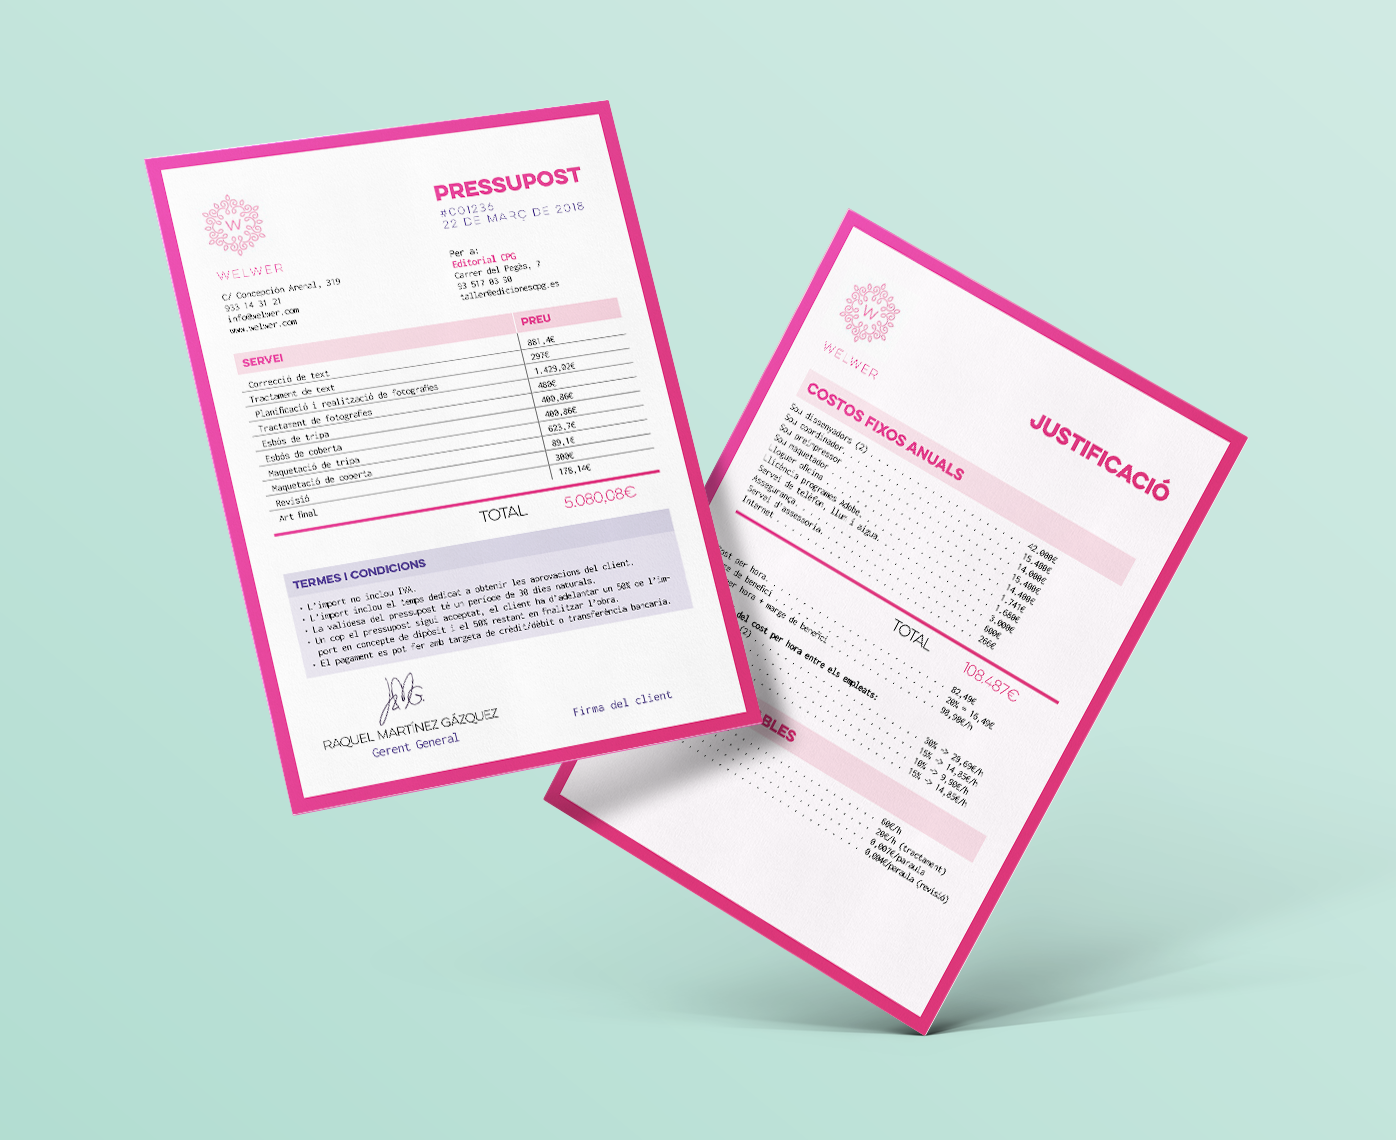 W
WELWER
C/ Concepción Arenal, 319
933 14 31 21
info@welwer.com
www.welwer.com
PRESSUPOST
#001236
22 DE MARÇ DE 2018
Per a:
Editorial CPG
Carrer del Pegàs, 7
93 517 03 50
taller@edicionescpg.es
SERVEI PREU
Correcció de text 881,4€
Tractament de text 297€
Planificació i realització de fotografies 1.429,02€
Tractament de fotografies 480€
Esbós de tripa 400,86€
Esbós de coberta 400,86€
Maquetació de tripa 623,7€
Maquetació de coberta 89,1€
Revisió 300€
Art final 178,14€
TOTAL 5.080,08€
TERMES I CONDICIONS
· L'import no inclou IVA.
· L'import inclou el temps dedicat a obtenir les aprovacions del client.
· La validesa del pressupost té un període de 30 dies naturals.
· Un cop el pressupost sigui acceptat, el client ha d'adelantar un 50% de l'im-
port en concepte de dipòsit i el 50% restant en finalitzar l'obra.
· El pagament es pot fer amb targeta de crèdit/dèbit o transferència bancaria.
RAQUEL MARTÍNEZ GÁZQUEZ
Gerent General
Firma del client
W
WELWER
JUSTIFICACIÓ
COSTOS FIXOS ANUALS
Sou dissenyadors (2) 42.000€
Sou coordinador 15.400€
Sou preimpressor 14.000€
Sou maquetador 15.400€
Lloguer oficina 14.400€
Llicència programes Adobe. 1.741€
Servei de telèfon, llum i aigua. 1.680€
Assegurança 3.000€
Servei d'assessoria. 600€
Internet 266€
TOTAL 108.487€
ost per hora. 82,49€
e de benefici 20% = 16,49€
er hora + marge de benefici 98,98€/h
del cost per hora entre els empleats:
(2) 30% -> 29,69€/h
15% -> 14,85€/h
10% -> 9,90€/h
15% -> 14,85€/h
BLES
60€/h
20€/h (tractament)
0,007€/paraula
0,004€/paraula (revisió)